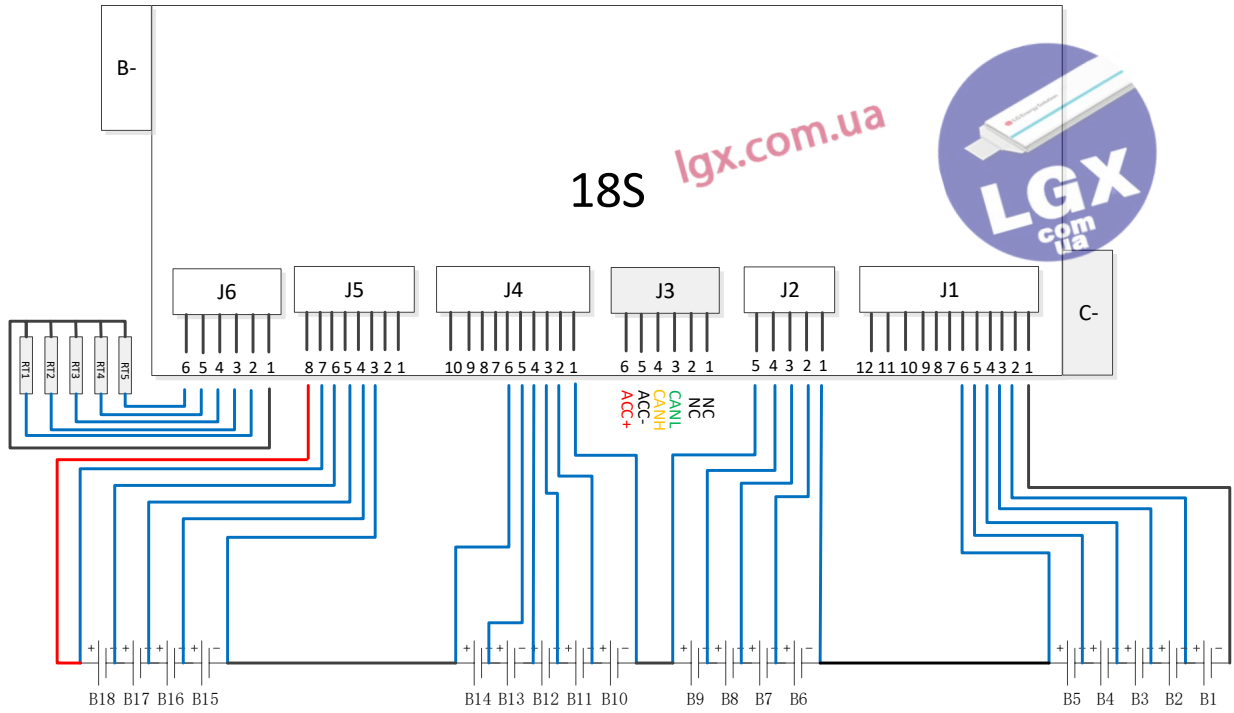 B-
lgx.com.ua
18S
LG Energy Solution
LGX
com
ua
J6
J5
J4
J3
J2
J1
C-
RT1 RT2 RT3 RT4 RT5
6 5 4 3 2 1
8 7 6 5 4 3 2 1
10 9 8 7 6 5 4 3 2 1
6 5 4 3 2 1
5 4 3 2 1
12 11 10 9 8 7 6 5 4 3 2 1
ACC+
ACC-
CANH
CANL
NC
NC
+ - + - + - + -
+ - + - + - + - + -
+ - + - + - + -
+ - + - + - + - + -
B18 B17 B16 B15
B14 B13 B12 B11 B10
B9 B8 B7 B6
B5 B4 B3 B2 B1